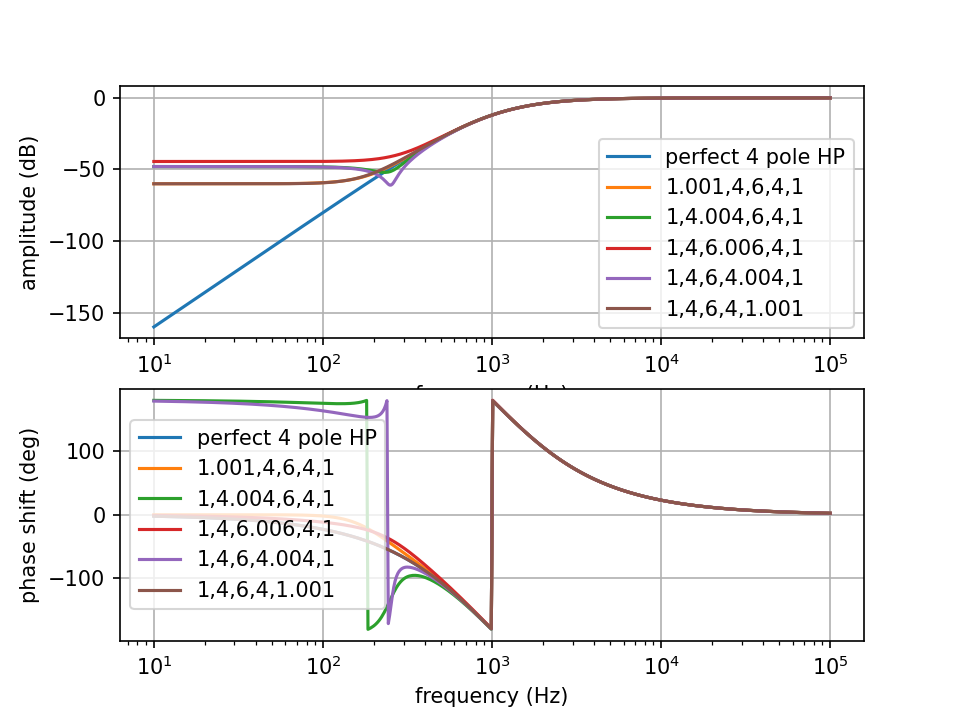 amplitude (dB)
0
−50
−100
−150
perfect 4 pole HP
1.001,4,6,4,1
1,4.004,6,4,1
1,4,6.006,4,1
1,4,6,4.004,1
1,4,6,4,1.001
10¹ 10² 10³ 10⁴ 10⁵
phase shift (deg)
100
0
−100
perfect 4 pole HP
1.001,4,6,4,1
1,4.004,6,4,1
1,4,6.006,4,1
1,4,6,4.004,1
1,4,6,4,1.001
10¹ 10² 10³ 10⁴ 10⁵
frequency (Hz)